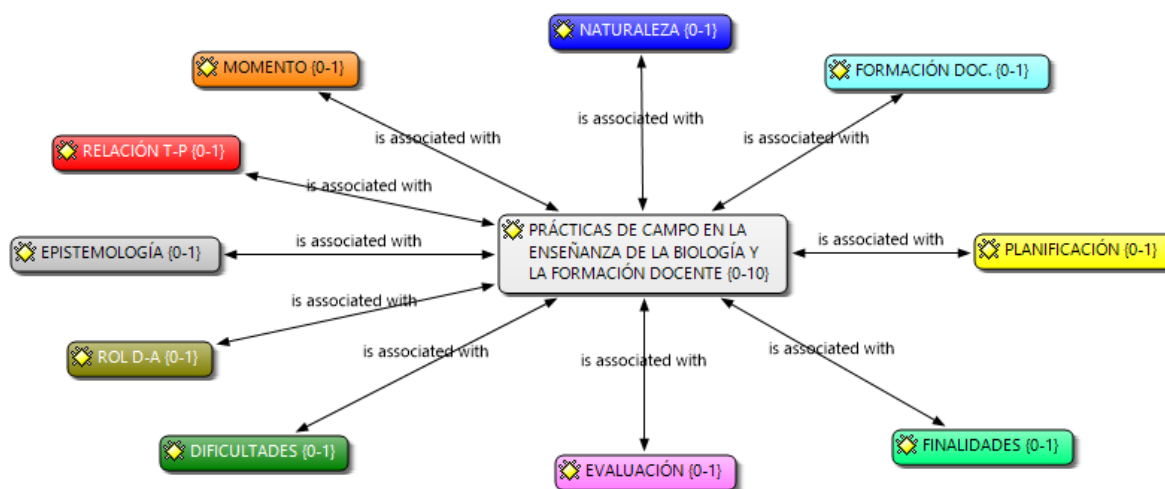 NATURALEZA {0-1}
MOMENTO {0-1}
FORMACIÓN DOC. {0-1}
is associated with
is associated with
is associated with
RELACIÓN T-P {0-1}
is associated with
PRÁCTICAS DE CAMPO EN LA
ENSEÑANZA DE LA BIOLOGÍA Y
LA FORMACIÓN DOCENTE {0-10}
EPISTEMOLOGÍA {0-1}
is associated with
is associated with
PLANIFICACIÓN {0-1}
is associated with
ROL D-A {0-1}
is associated with
is associated with
is associated with
DIFICULTADES {0-1}
EVALUACIÓN {0-1}
FINALIDADES {0-1}